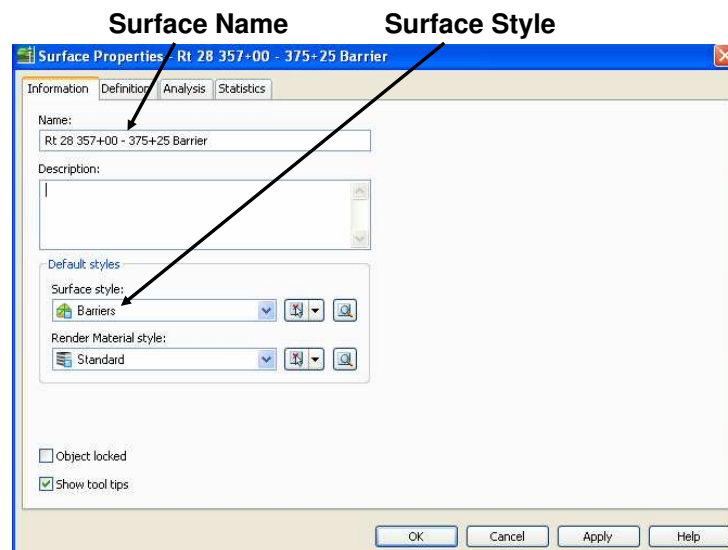 Surface Name Surface Style
Surface Properties - Rt 28 357+00 - 375+25 Barrier
Information Definition Analysis Statistics
Name:
Rt 28 357+00 - 375+25 Barrier
Description:
Default styles
Surface style:
Barriers
Render Material style:
Standard
Object locked
Show tool tips
OK Cancel Apply Help